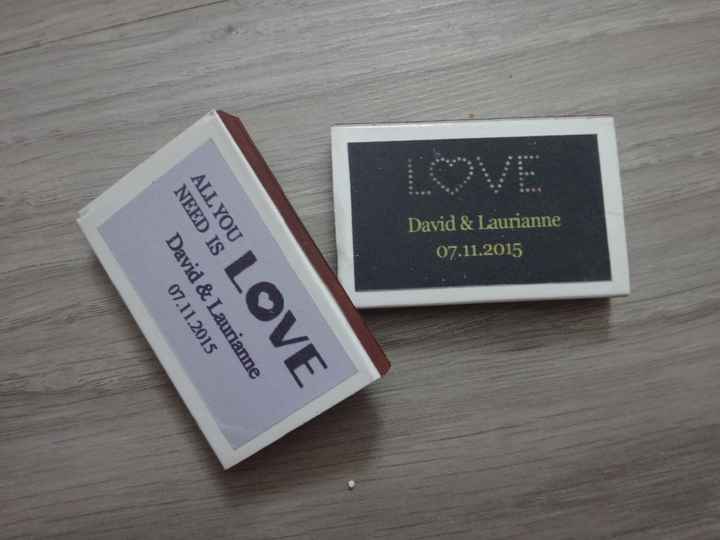 ALL YOU
NEED IS
LOVE
David & Laurianne
07.11.2015
LOVE
David & Laurianne
07.11.2015